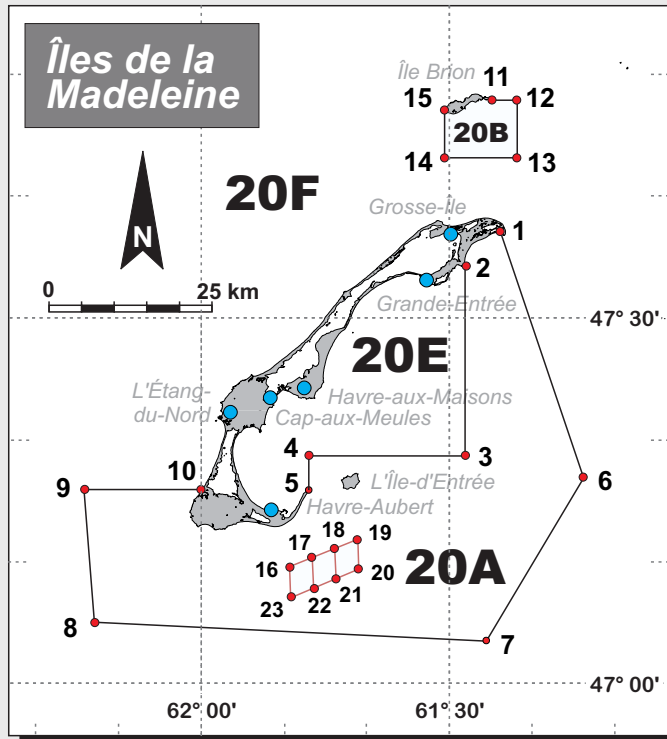 Îles de la
Madeleine
Île Brion
11
12
15
20B
14
13
20F
N
Grosse-Île
1
2
0
25 km
Grande-Entrée
47° 30'
20E
L'Étang-
du-Nord
Havre-aux-Maisons
Cap-aux-Meules
4
3
9
10
5
L'Île-d'Entrée
6
Havre-Aubert
16
17
18
19
20A
20
21
22
23
8
7
47° 00'
62° 00'
61° 30'